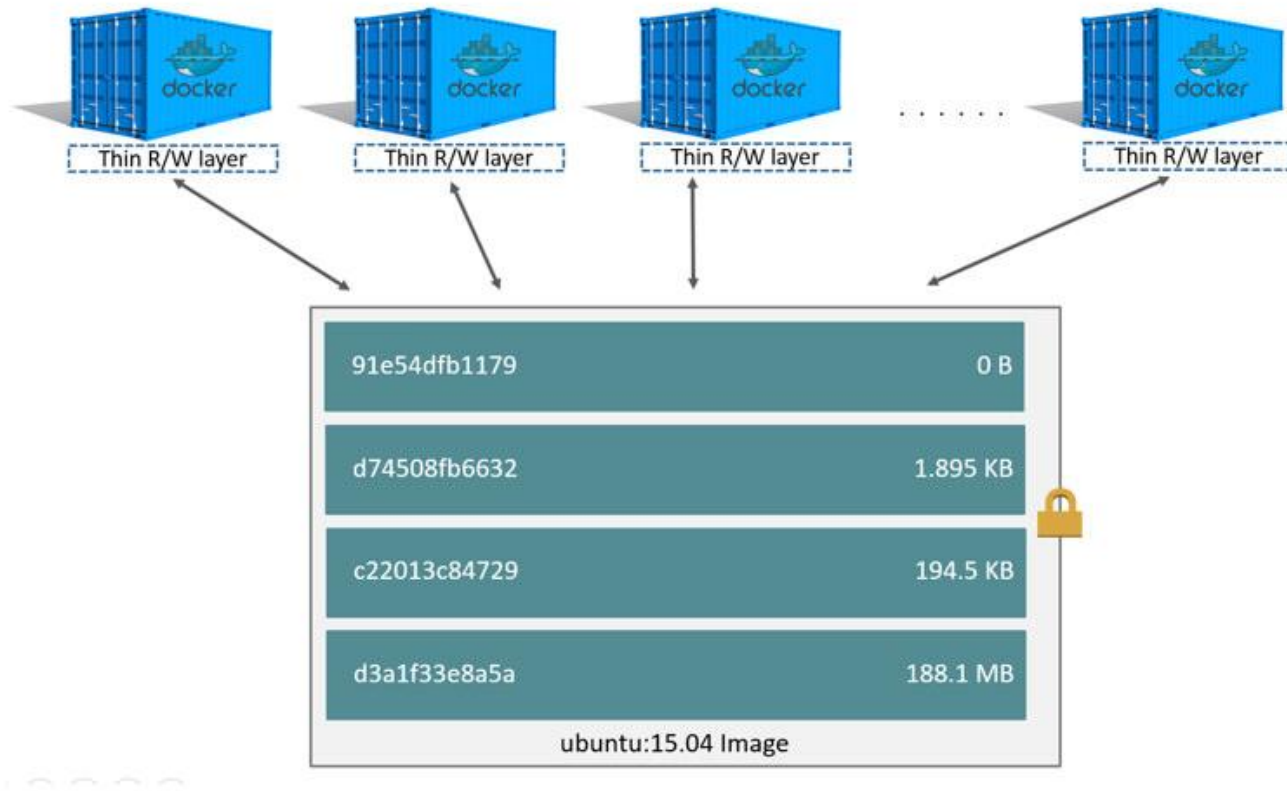 docker
docker
docker
docker
. . . . . .
Thin R/W layer
Thin R/W layer
Thin R/W layer
Thin R/W layer
91e54dfb1179 0 B
d74508fb6632 1.895 KB
c22013c84729 194.5 KB
d3a1f33e8a5a 188.1 MB
ubuntu:15.04 Image